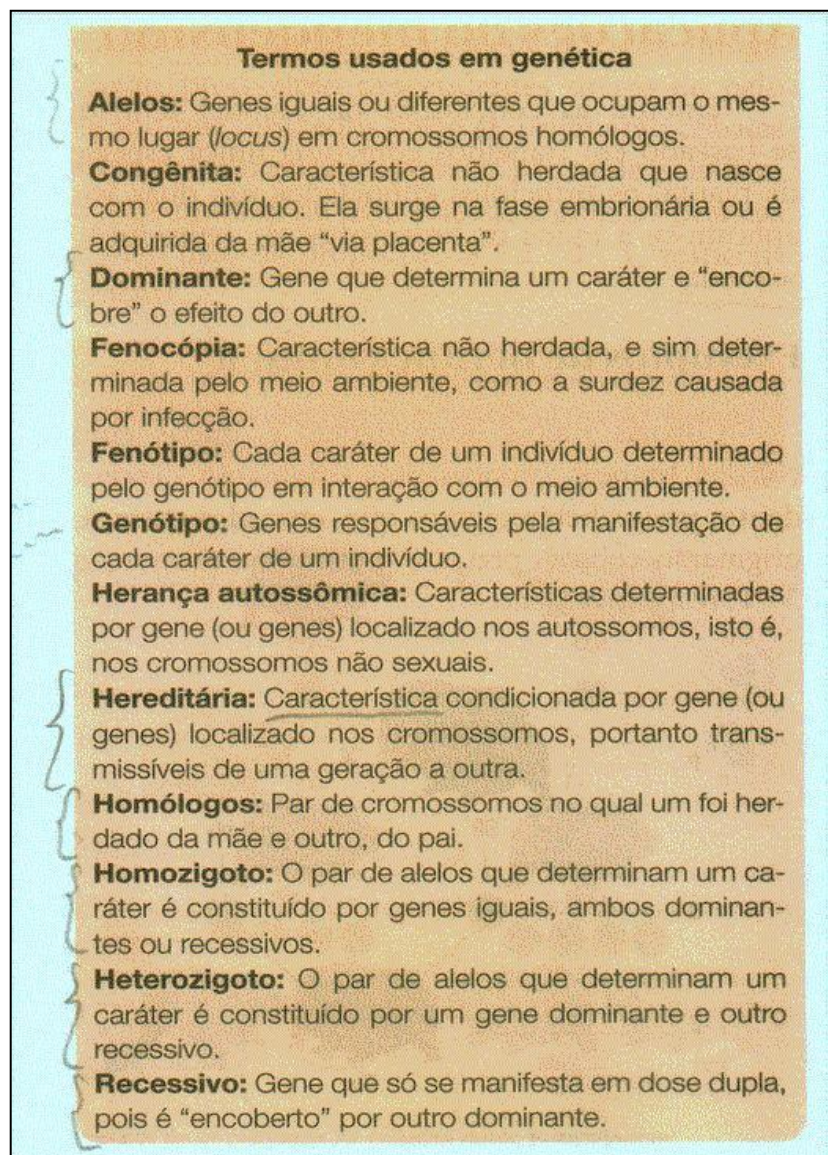 Termos usados em genética
Alelos: Genes iguais ou diferentes que ocupam o mes-
mo lugar (locus) em cromossomos homólogos.
Congênita: Característica não herdada que nasce
com o indivíduo. Ela surge na fase embrionária ou é
adquirida da mãe “via placenta”.
Dominante: Gene que determina um caráter e “enco-
bre” o efeito do outro.
Fenocópia: Característica não herdada, e sim deter-
minada pelo meio ambiente, como a surdez causada
por infecção.
Fenótipo: Cada caráter de um indivíduo determinado
pelo genótipo em interação com o meio ambiente.
Genótipo: Genes responsáveis pela manifestação de
cada caráter de um indivíduo.
Herança autossômica: Características determinadas
por gene (ou genes) localizado nos autossomos, isto é,
nos cromossomos não sexuais.
Hereditária: Característica condicionada por gene (ou
genes) localizado nos cromossomos, portanto trans-
missíveis de uma geração a outra.
Homólogos: Par de cromossomos no qual um foi her-
dado da mãe e outro, do pai.
Homozigoto: O par de alelos que determinam um ca-
ráter é constituído por genes iguais, ambos dominan-
tes ou recessivos.
Heterozigoto: O par de alelos que determinam um
caráter é constituído por um gene dominante e outro
recessivo.
Recessivo: Gene que só se manifesta em dose dupla,
pois é “encoberto” por outro dominante.